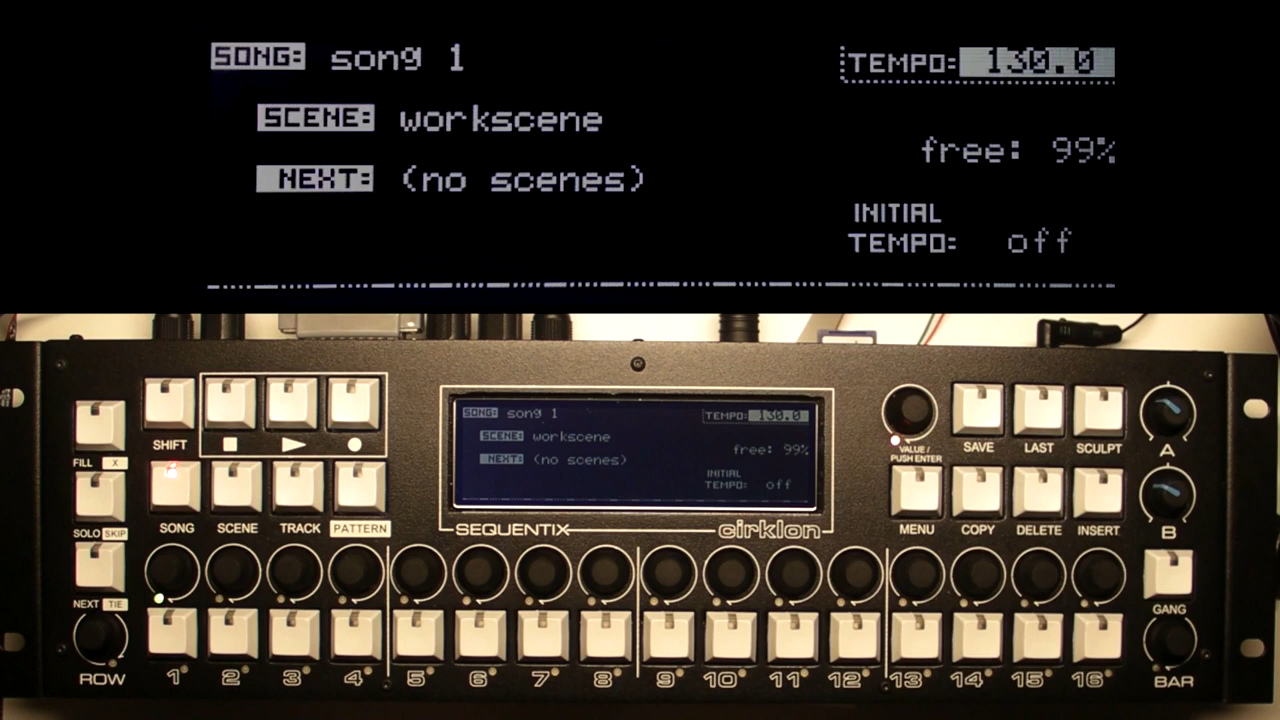 SONG: song 1
TEMPO: 130.0
SCENE: workscene
free: 99%
NEXT: (no scenes)
INITIAL
TEMPO: off
SONG: song 1
TEMPO: 130.0
SCENE: workscene
free: 99%
NEXT: (no scenes)
INITIAL
TEMPO: off
SHIFT
VALUE /
PUSH ENTER
SAVE LAST SCULPT
A
FILL X
SONG SCENE TRACK PATTERN
SEQUENTIX cirklon
MENU COPY DELETE INSERT
B
SOLO SKIP
NEXT TIE
GANG
ROW
1 2 3 4 5 6 7 8 9 10 11 12 13 14 15 16
BAR